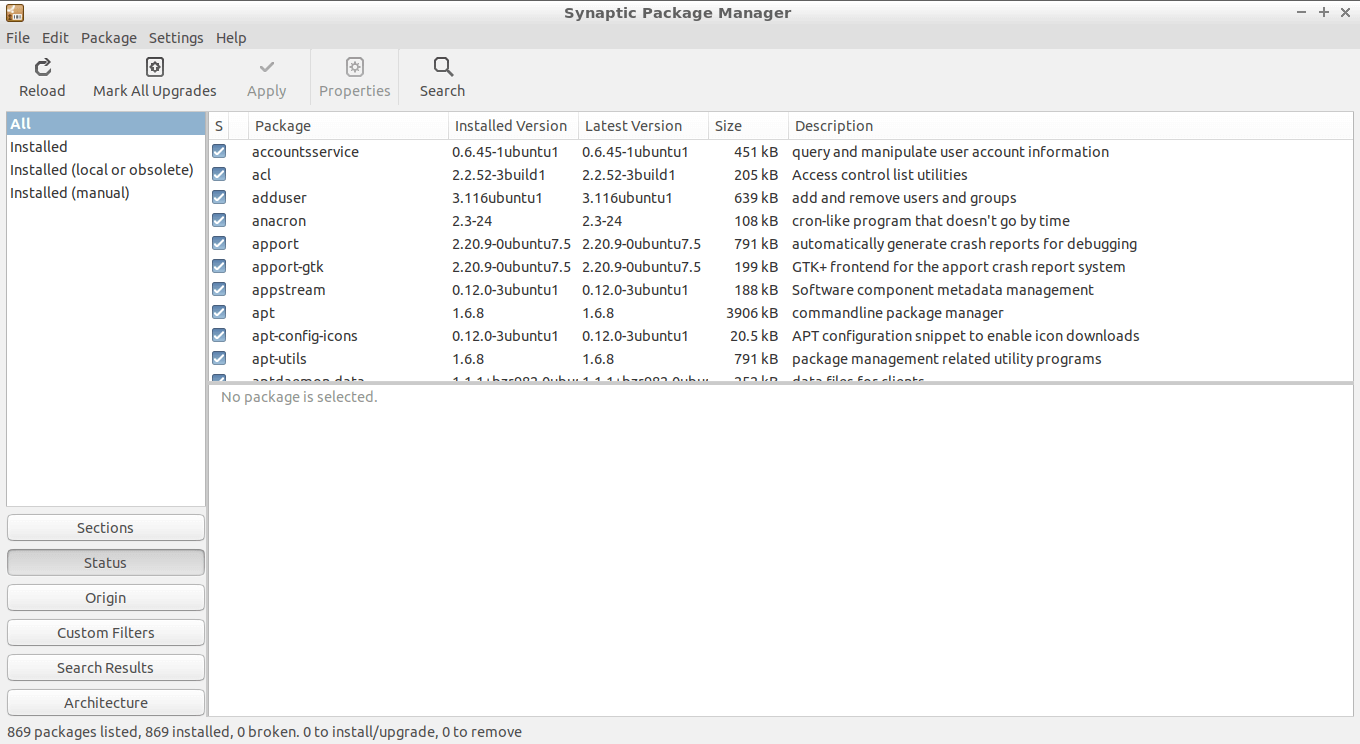 Synaptic Package Manager
File Edit Package Settings Help
Reload Mark All Upgrades Apply Properties Search
All
Installed
Installed (local or obsolete)
Installed (manual)
Sections
Status
Origin
Custom Filters
Search Results
Architecture
S Package Installed Version Latest Version Size Description
accountsservice 0.6.45-1ubuntu1 0.6.45-1ubuntu1 451 kB query and manipulate user account information
acl 2.2.52-3build1 2.2.52-3build1 205 kB Access control list utilities
adduser 3.116ubuntu1 3.116ubuntu1 639 kB add and remove users and groups
anacron 2.3-24 2.3-24 108 kB cron-like program that doesn't go by time
apport 2.20.9-0ubuntu7.5 2.20.9-0ubuntu7.5 791 kB automatically generate crash reports for debugging
apport-gtk 2.20.9-0ubuntu7.5 2.20.9-0ubuntu7.5 199 kB GTK+ frontend for the apport crash report system
appstream 0.12.0-3ubuntu1 0.12.0-3ubuntu1 188 kB Software component metadata management
apt 1.6.8 1.6.8 3906 kB commandline package manager
apt-config-icons 0.12.0-3ubuntu1 0.12.0-3ubuntu1 20.5 kB APT configuration snippet to enable icon downloads
apt-utils 1.6.8 1.6.8 791 kB package management related utility programs
aptdaemon-data data files for clients
No package is selected.
869 packages listed, 869 installed, 0 broken. 0 to install/upgrade, 0 to remove